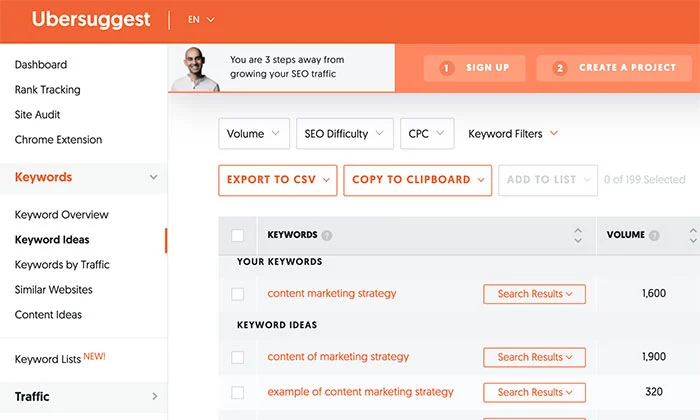 Ubersuggest
EN
Dashboard
Rank Tracking
Site Audit
Chrome Extension
Keywords
Keyword Overview
Keyword Ideas
Keywords by Traffic
Similar Websites
Content Ideas
Keyword Lists NEW!
Traffic
You are 3 steps away from
growing your SEO traffic
1 SIGN UP
2 CREATE A PROJECT
Volume
SEO Difficulty
CPC
Keyword Filters
EXPORT TO CSV
COPY TO CLIPBOARD
ADD TO LIST
0 of 199 Selected
KEYWORDS ?
VOLUME ?
YOUR KEYWORDS
content marketing strategy Search Results 1,600
KEYWORD IDEAS
content of marketing strategy Search Results 1,900
example of content marketing strategy Search Results 320